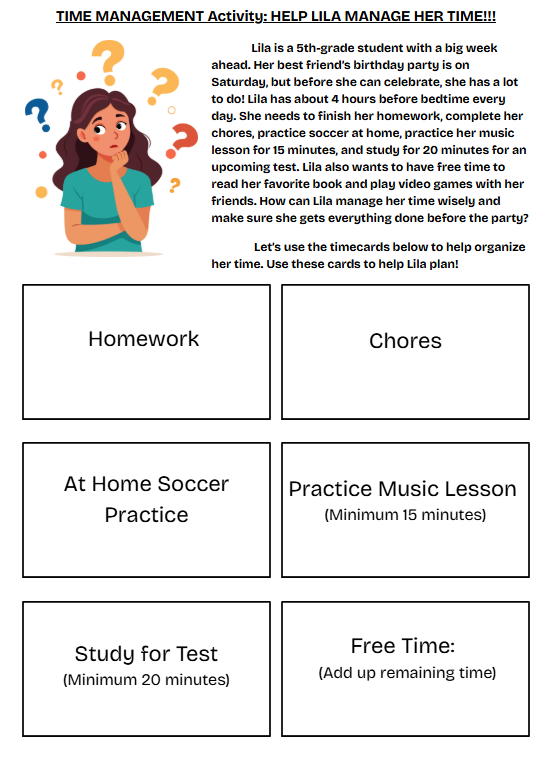 TIME MANAGEMENT Activity: HELP LILA MANAGE HER TIME!!!
Lila is a 5th-grade student with a big week
ahead. Her best friend's birthday party is on
Saturday, but before she can celebrate, she has a lot
to do! Lila has about 4 hours before bedtime every
day. She needs to finish her homework, complete her
chores, practice soccer at home, practice her music
lesson for 15 minutes, and study for 20 minutes for an
upcoming test. Lila also wants to have free time to
read her favorite book and play video games with her
friends. How can Lila manage her time wisely and
make sure she gets everything done before the party?
Let's use the timecards below to help organize
her time. Use these cards to help Lila plan!
Homework
Chores
At Home Soccer
Practice
Practice Music Lesson
(Minimum 15 minutes)
Study for Test
(Minimum 20 minutes)
Free Time:
(Add up remaining time)